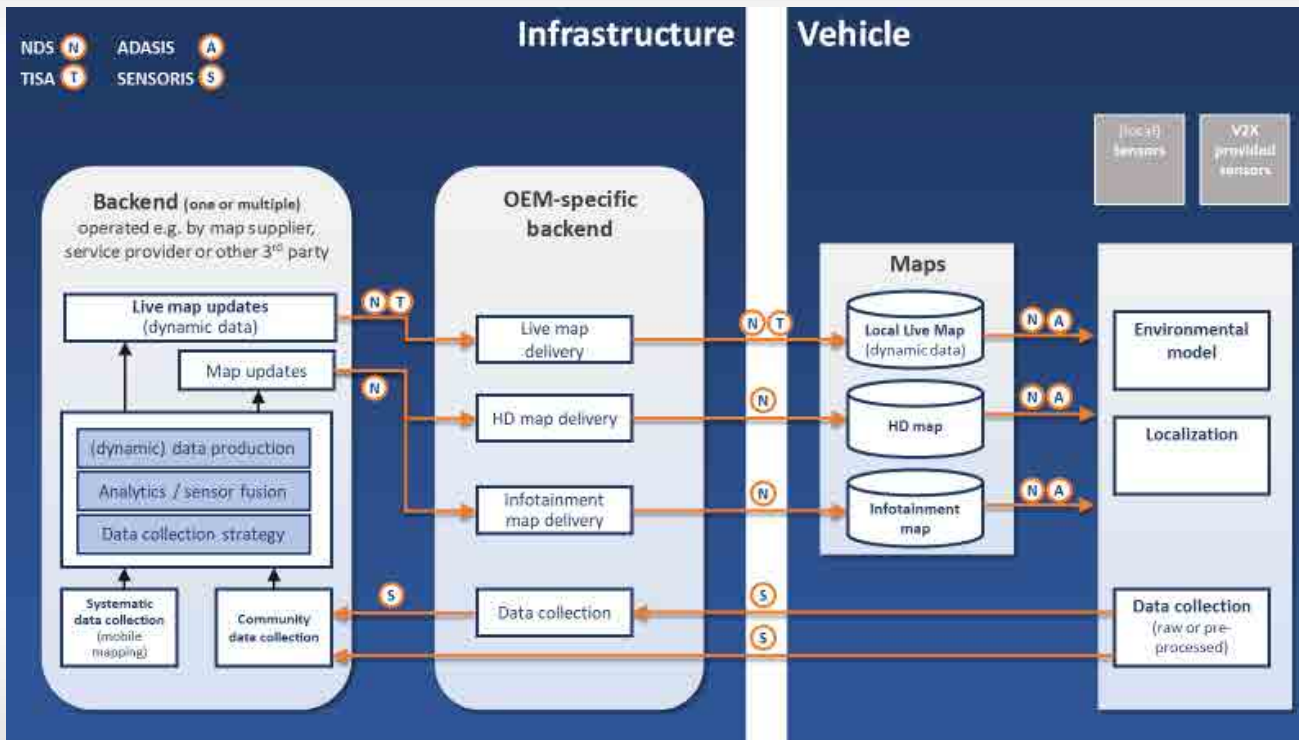 Infrastructure
Vehicle
NDS N ADASIS A
TISA T SENSORIS S
(local)
sensors
V2X
provided
sensors
Backend (one or multiple)
operated e.g. by map supplier,
service provider or other 3rd party
Live map updates
(dynamic data)
Map updates
(dynamic) data production
Analytics / sensor fusion
Data collection strategy
Systematic
data collection
(mobile
mapping)
Community
data collection
N T
N
S
OEM-specific
backend
Live map
delivery
HD map delivery
Infotainment
map delivery
Data collection
N T
N
N
S
S
Maps
Local Live Map
(dynamic data)
HD map
Infotainment
map
N A
N A
N A
Environmental
model
Localization
Data collection
(raw or pre-
processed)